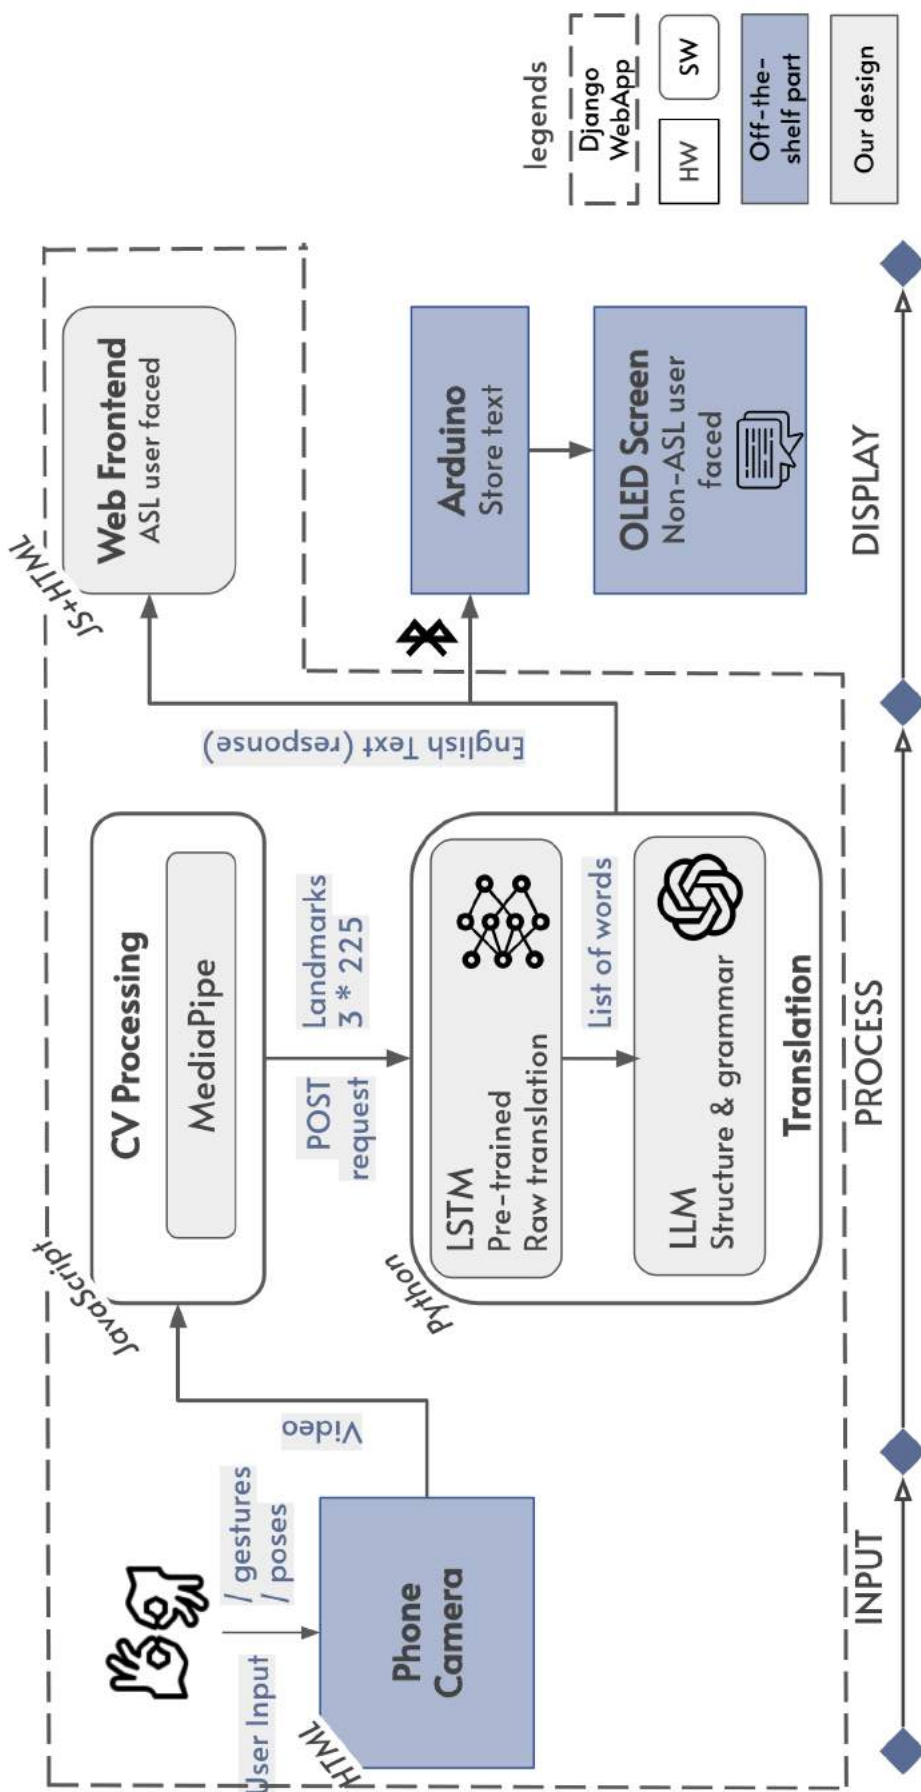 User Input
/ gestures
/ poses
HTML
Phone
Camera
Video
JavaScript
CV Processing
MediaPipe
POST
request
Landmarks
3 * 225
Python
LSTM
Pre-trained
Raw translation
List of words
LLM
Structure & grammar
Translation
English Text (response)
JS+HTML
Web Frontend
ASL user faced
Arduino
Store text
OLED Screen
Non-ASL user
faced
INPUT
PROCESS
DISPLAY
legends
Django
WebApp
HW
SW
Off-the-
shelf part
Our design